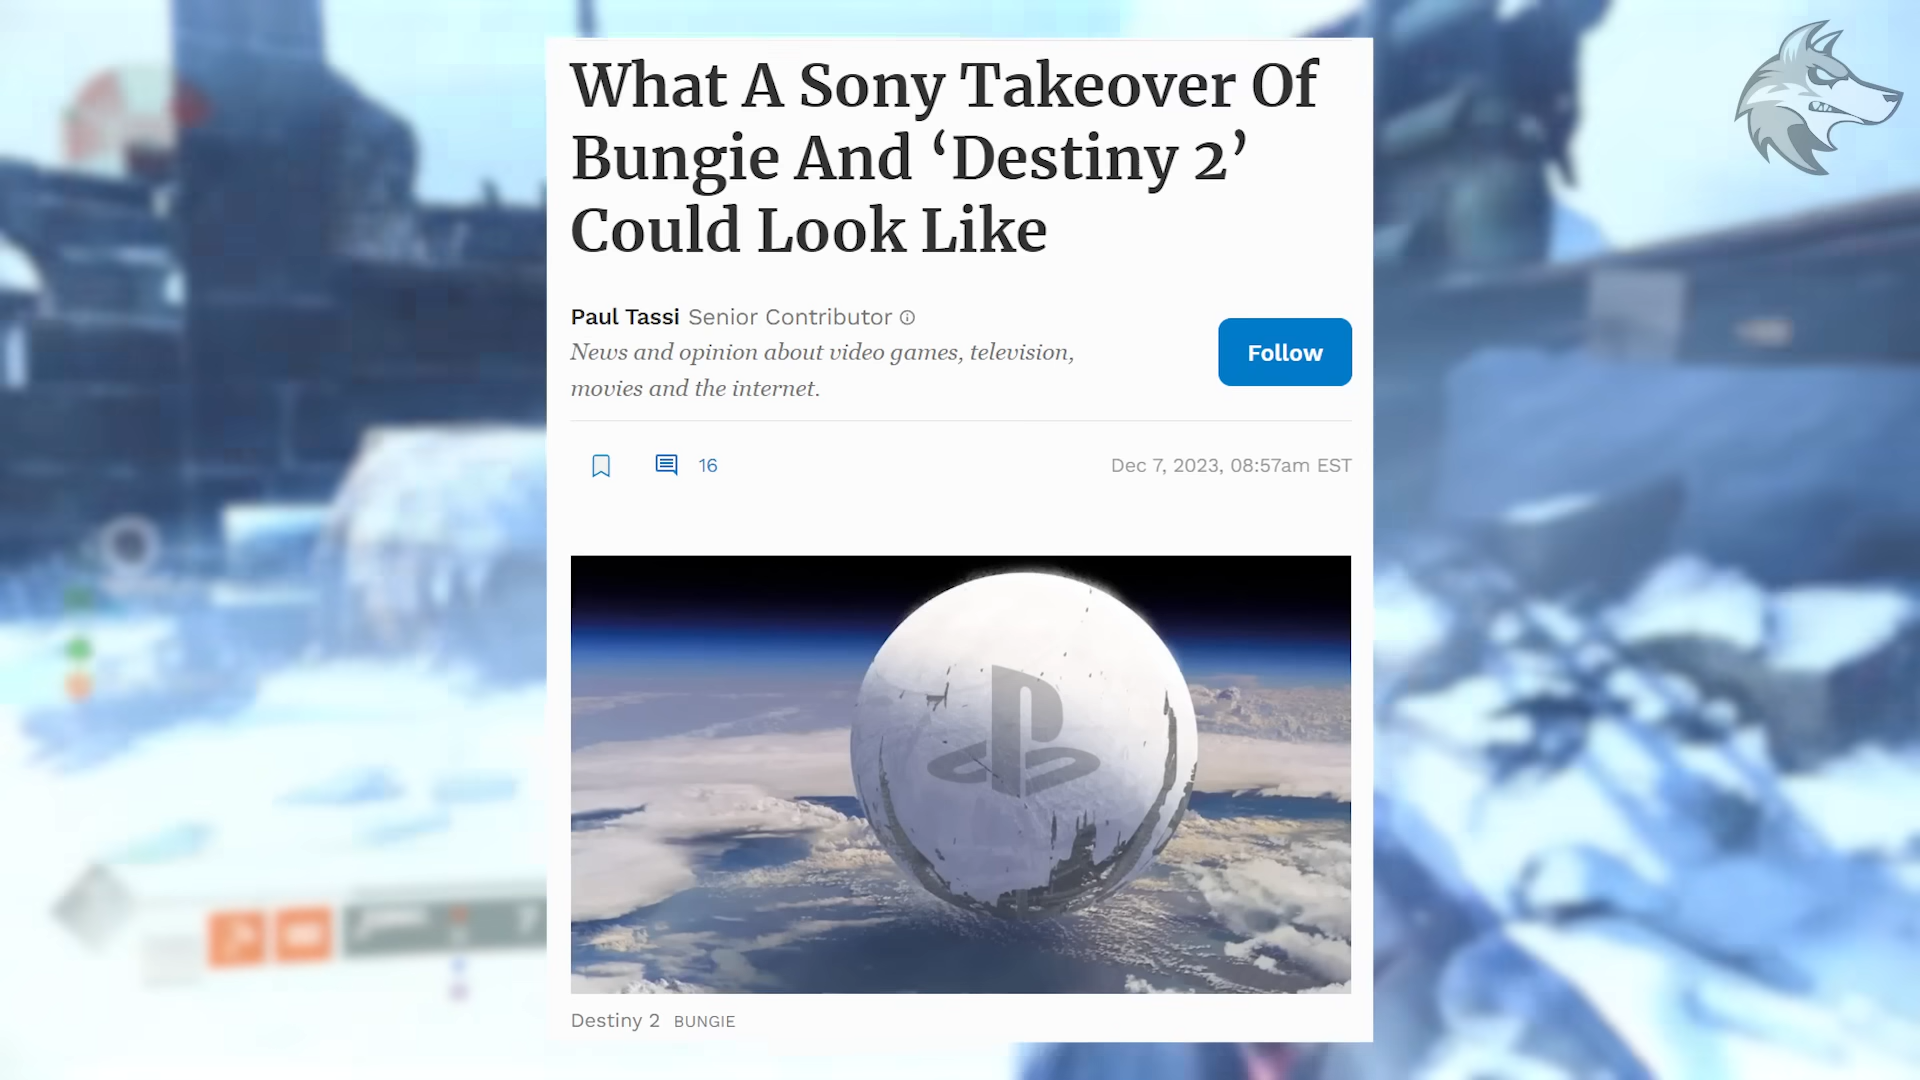 What A Sony Takeover Of
Bungie And ‘Destiny 2’
Could Look Like
Paul Tassi Senior Contributor
News and opinion about video games, television,
movies and the internet.
Follow
16
Dec 7, 2023, 08:57am EST
Destiny 2 BUNGIE